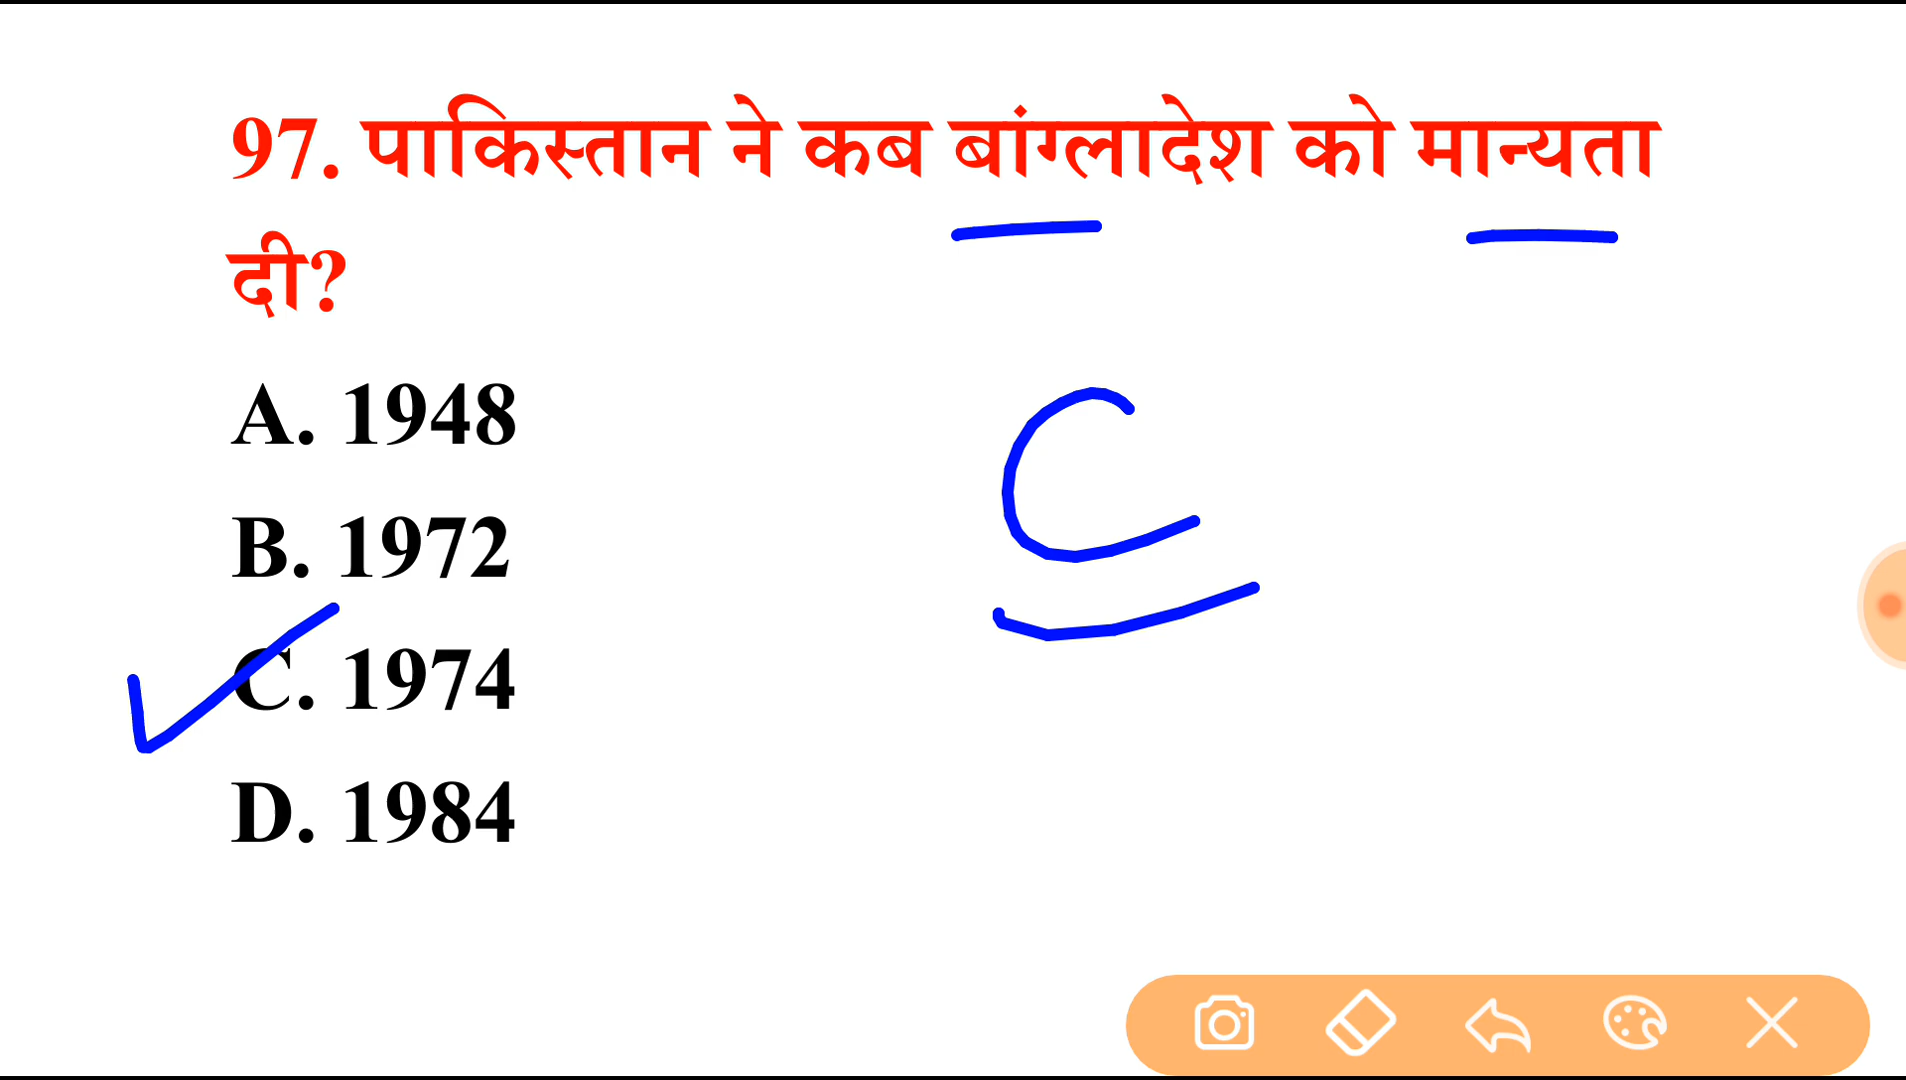 97. पाकिस्तान ने कब बांग्लादेश को मान्यता
दी?
A. 1948
B. 1972
C. 1974
D. 1984
C